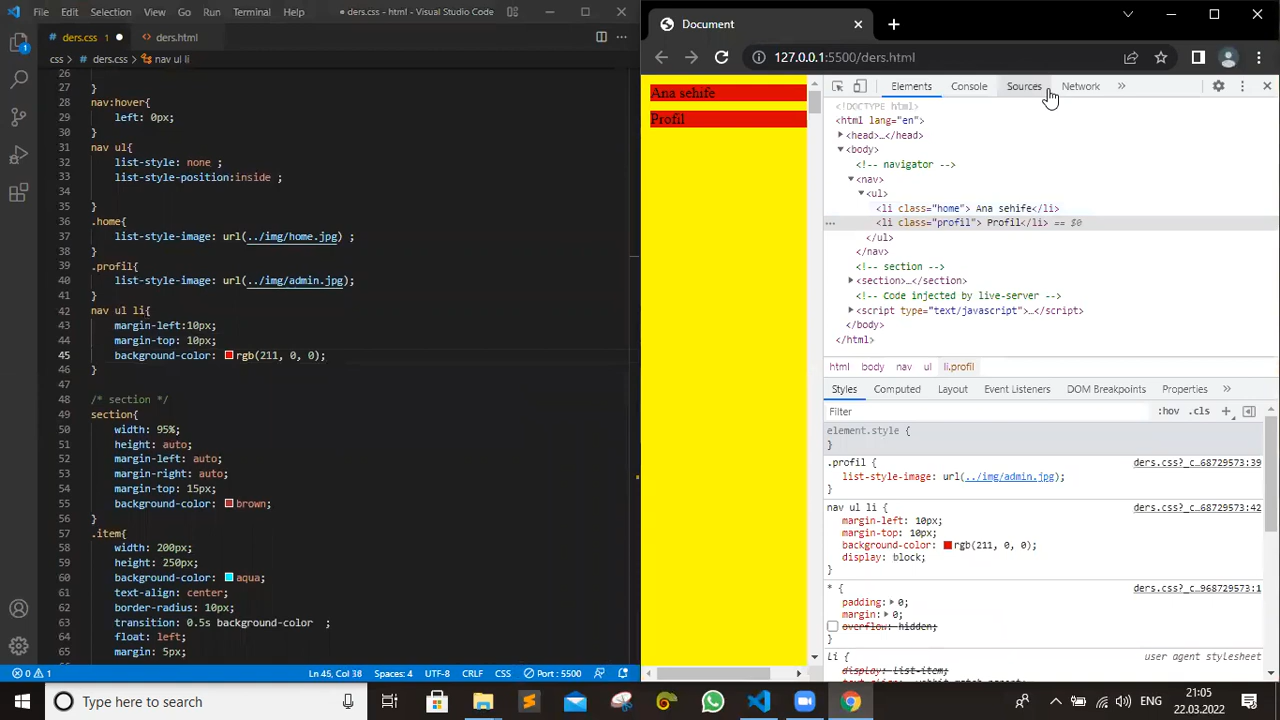 File Edit Selection View Go Run Terminal ders.css - html - Visual Studio Code
ders.css 1 ders.html
css > ders.css > nav ul li
26
27 }
28 nav:hover{
29 left: 0px;
30 }
31 nav ul{
32 list-style: none ;
33 list-style-position:inside ;
34
35 }
36 .home{
37 list-style-image: url(../img/home.jpg) ;
38 }
39 .profil{
40 list-style-image: url(../img/admin.jpg);
41 }
42 nav ul li{
43 margin-left:10px;
44 margin-top: 10px;
45 background-color: rgb(211, 0, 0);
46 }
47
48 /* section */
49 section{
50 width: 95%;
51 height: auto;
52 margin-left: auto;
53 margin-right: auto;
54 margin-top: 15px;
55 background-color: brown;
56 }
57 .item{
58 width: 200px;
59 height: 250px;
60 background-color: aqua;
61 text-align: center;
62 border-radius: 10px;
63 transition: 0.5s background-color ;
64 float: left;
65 margin: 5px;
0 1 Ln 45, Col 38 Spaces: 4 UTF-8 CRLF CSS Port : 5500
Document
127.0.0.1:5500/ders.html
Ana sehife
Profil
Elements Console Sources Network »
<!DOCTYPE html>
<html lang="en">
<head>…</head>
<body>
<!-- navigator -->
<nav>
<ul>
<li class="home"> Ana sehife</li>
<li class="profil"> Profil</li> == $0
</ul>
</nav>
<!-- section -->
<section>…</section>
<!-- Code injected by live-server -->
<script type="text/javascript">…</script>
</body>
</html>
html body nav ul li.profil
Styles Computed Layout Event Listeners DOM Breakpoints Properties »
Filter :hov .cls +
element.style {
}
.profil { ders.css?_c…68729573:39
list-style-image: url(../img/admin.jpg);
}
nav ul li { ders.css?_c…68729573:42
margin-left: 10px;
margin-top: 10px;
background-color: rgb(211, 0, 0);
display: block;
}
* { ders.css?_c…968729573:1
padding: 0;
margin: 0;
overflow: hidden;
}
li { user agent stylesheet
display: list-item;
Type here to search
ENG 21:05
22.03.2022